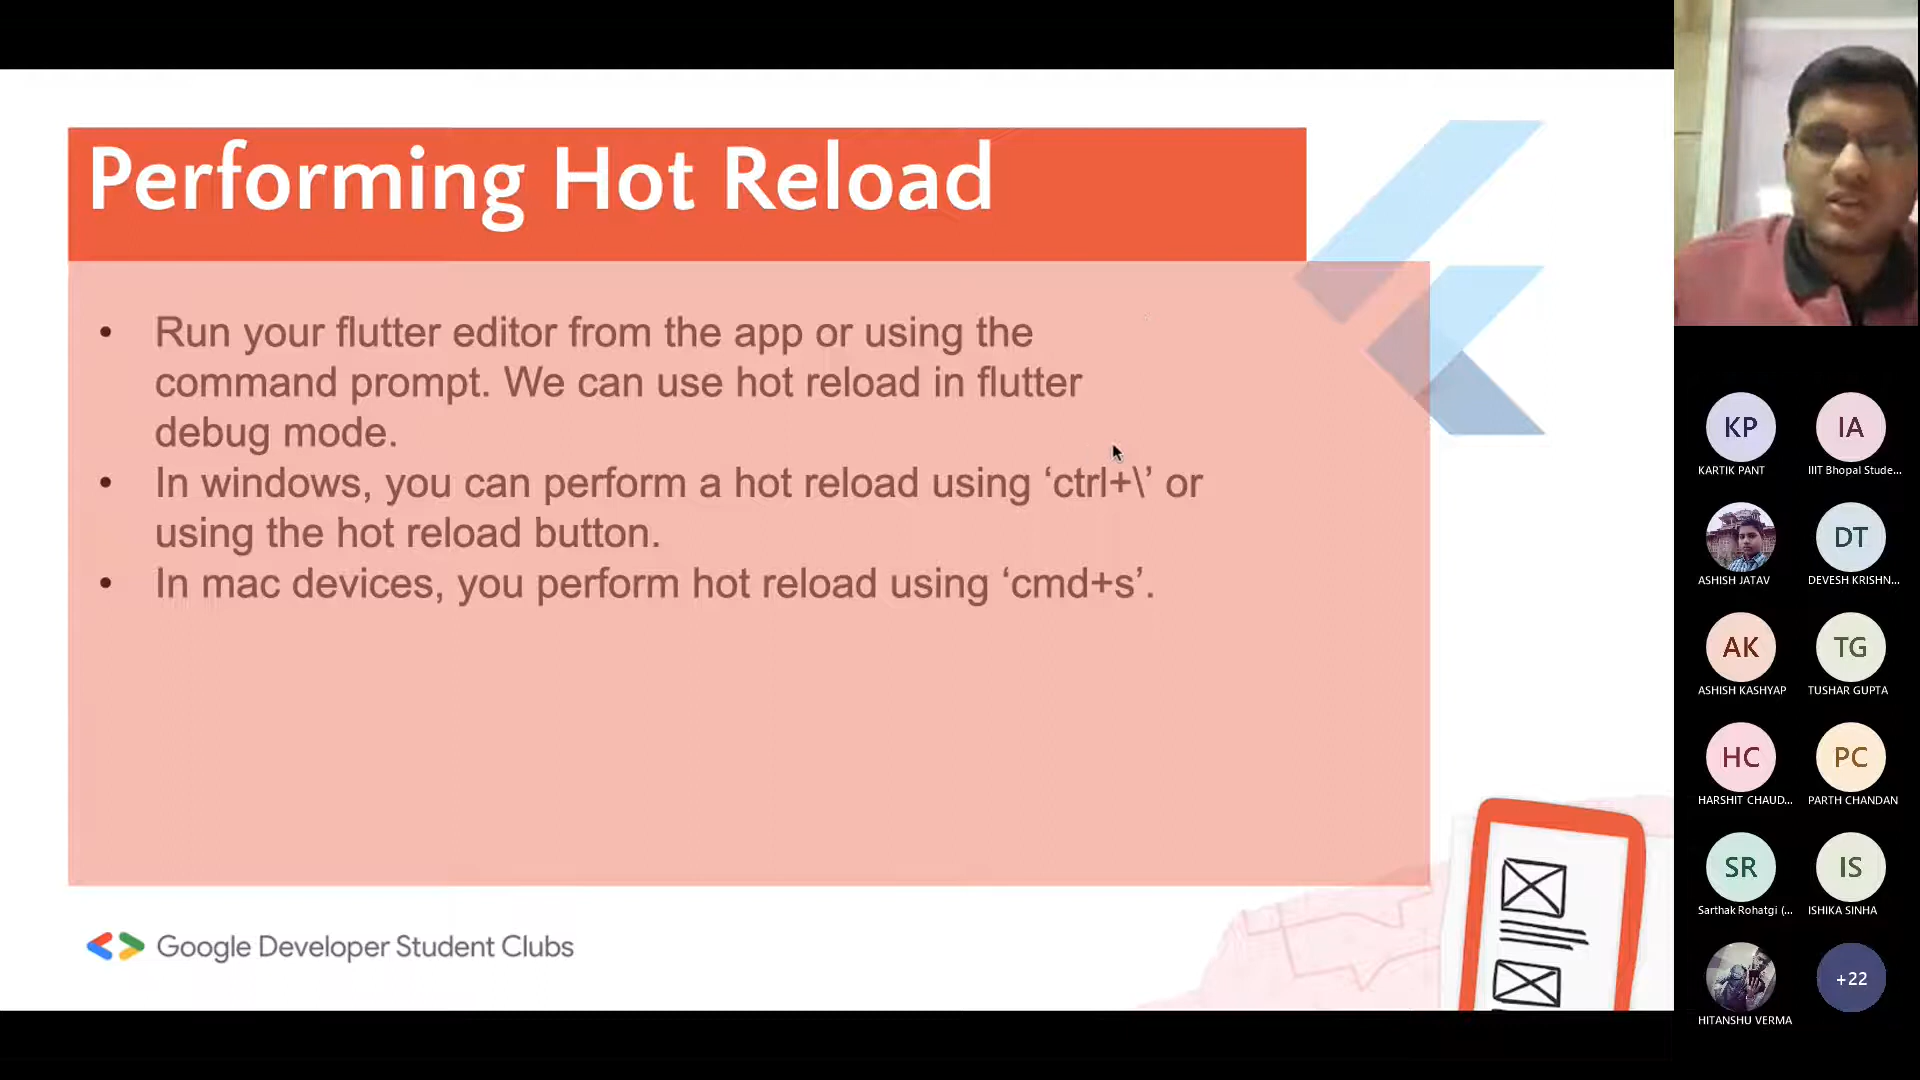 Performing Hot Reload
• Run your flutter editor from the app or using the
command prompt. We can use hot reload in flutter
debug mode.
• In windows, you can perform a hot reload using ‘ctrl+\’ or
using the hot reload button.
• In mac devices, you perform hot reload using ‘cmd+s’.
Google Developer Student Clubs
KP
KARTIK PANT
IA
IIIT Bhopal Stude...
ASHISH JATAV
DT
DEVESH KRISHN...
AK
ASHISH KASHYAP
TG
TUSHAR GUPTA
HC
HARSHIT CHAUD...
PC
PARTH CHANDAN
SR
Sarthak Rohatgi (...
IS
ISHIKA SINHA
HITANSHU VERMA
+22